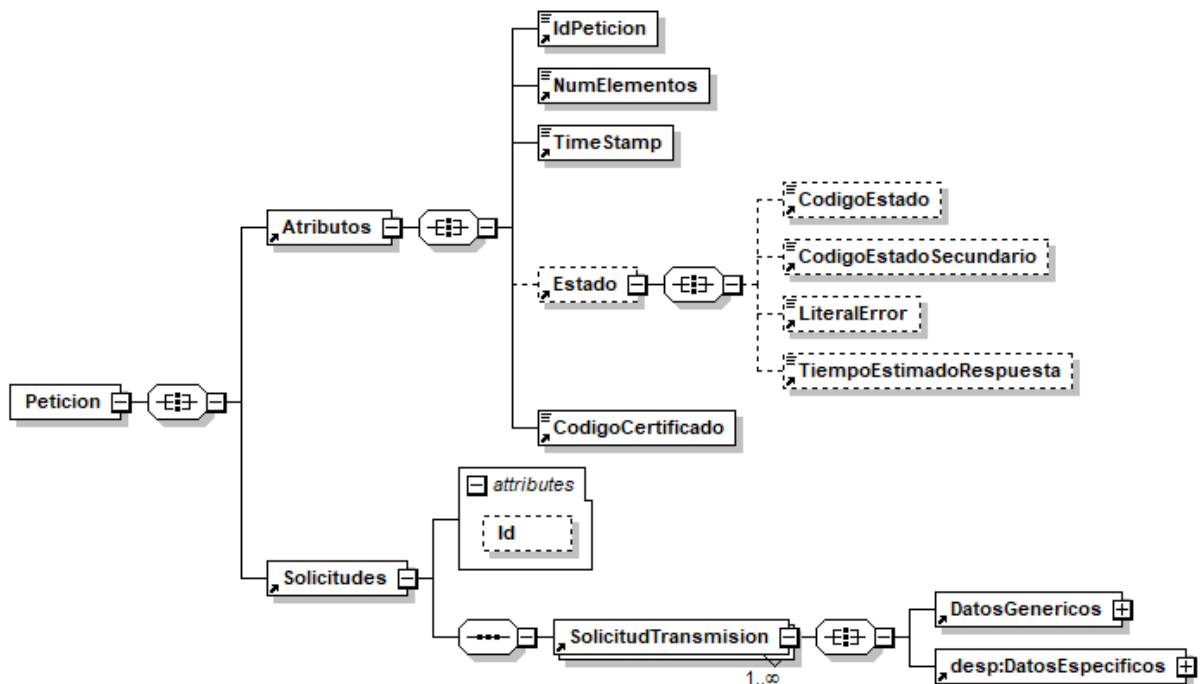 IdPeticion
NumElementos
TimeStamp
CodigoEstado
Atributos
CodigoEstadoSecundario
Estado
LiteralError
TiempoEstimadoRespuesta
Peticion
CodigoCertificado
attributes
Id
Solicitudes
DatosGenericos
SolicitudTransmision
desp:DatosEspecificos
1..∞